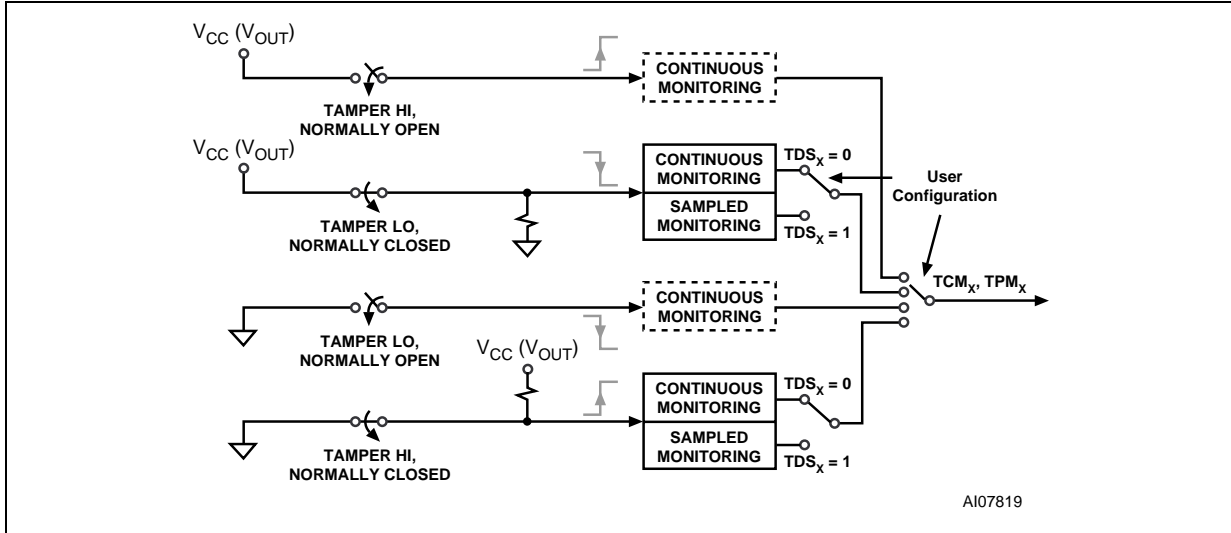 VCC (VOUT)
CONTINUOUS
MONITORING
TAMPER HI,
NORMALLY OPEN
VCC (VOUT)
CONTINUOUS
MONITORING
SAMPLED
MONITORING
TDSX = 0
TDSX = 1
User
Configuration
TAMPER LO,
NORMALLY CLOSED
TCMX, TPMX
CONTINUOUS
MONITORING
TAMPER LO,
NORMALLY OPEN
VCC (VOUT)
CONTINUOUS
MONITORING
SAMPLED
MONITORING
TDSX = 0
TDSX = 1
TAMPER HI,
NORMALLY CLOSED
AI07819